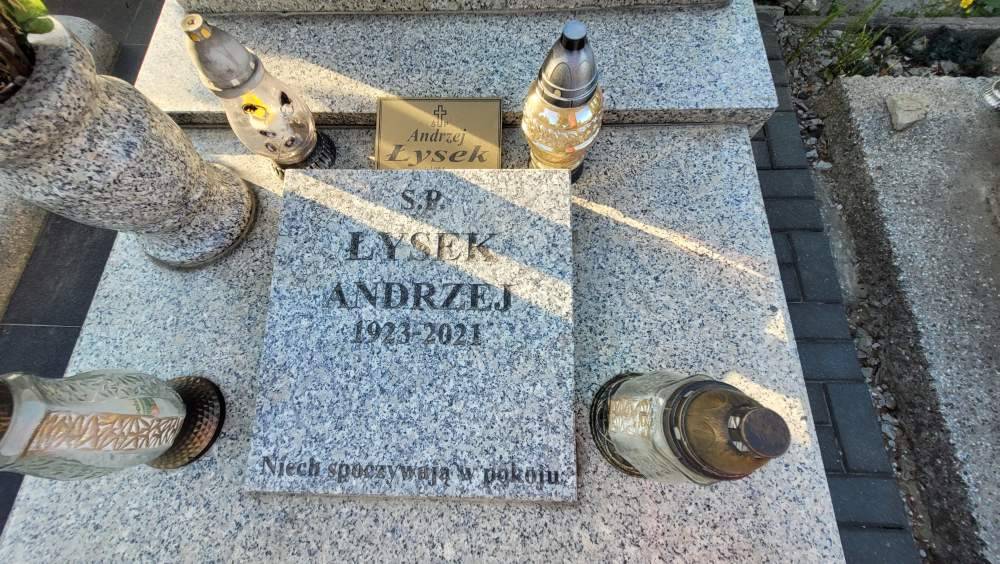 Andrzej
Łysek
Ś.P.
ŁYSEK
ANDRZEJ
1923-2021
Niech spoczywają w pokoju.